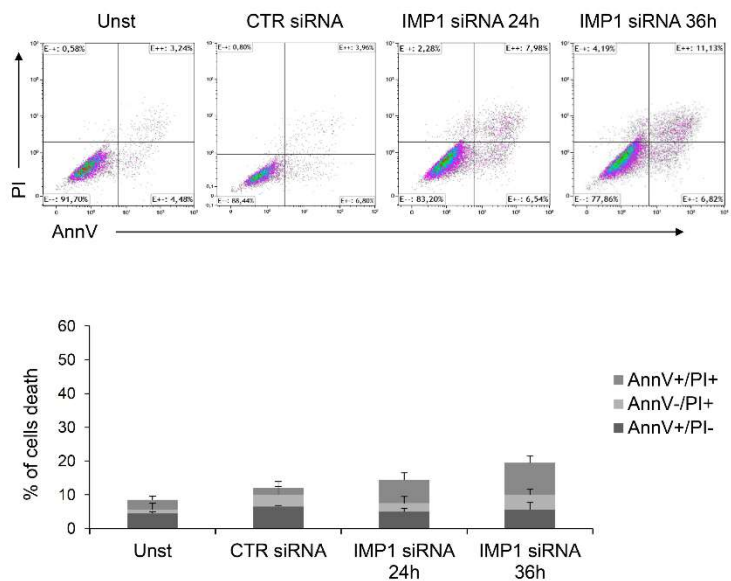 Unst
CTR siRNA
IMP1 siRNA 24h
IMP1 siRNA 36h
E-+: 0,58%
E++: 3,24%
E-+: 0,80%
E++: 3,96%
E-+: 2,28%
E++: 7,98%
E-+: 4,19%
E++: 11,13%
PI
E--: 91,70%
E+-: 4,48%
E--: 88,44%
E+-: 6,80%
E--: 83,20%
E+-: 6,54%
E--: 77,86%
E+-: 6,82%
AnnV
60
50
40
30
20
10
0
% of cells death
AnnV+/PI+
AnnV-/PI+
AnnV+/PI-
Unst
CTR siRNA
IMP1 siRNA
24h
IMP1 siRNA
36h